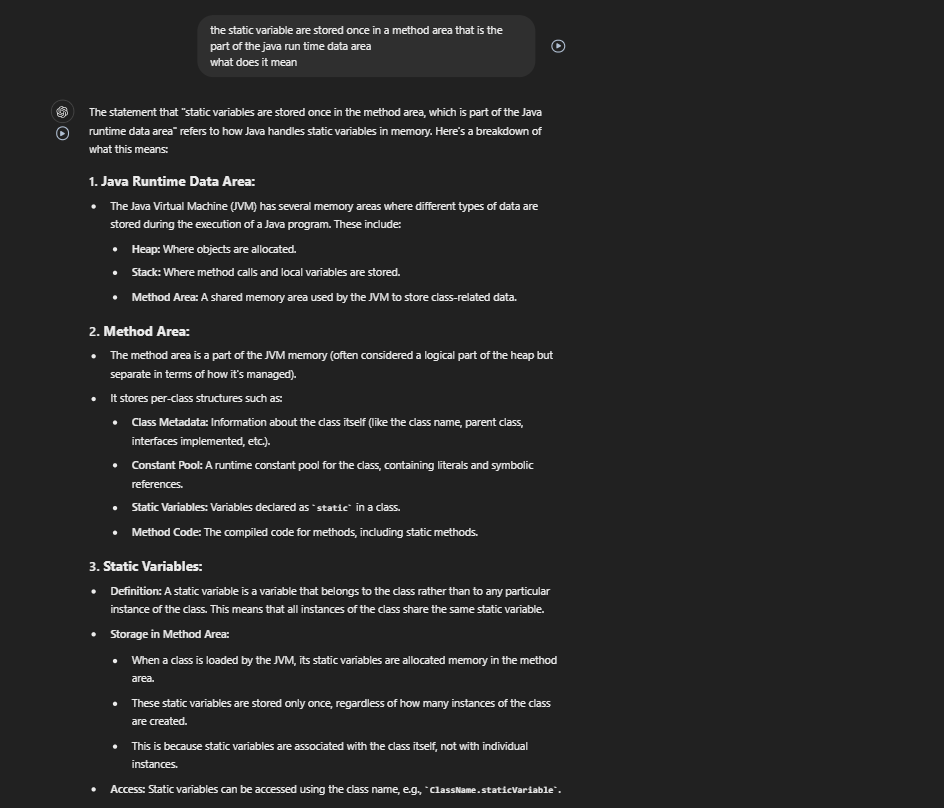 the static variable are stored once in a method area that is the
part of the java run time data area
what does it mean
The statement that "static variables are stored once in the method area, which is part of the Java
runtime data area" refers to how Java handles static variables in memory. Here's a breakdown of
what this means:
1. Java Runtime Data Area:
• The Java Virtual Machine (JVM) has several memory areas where different types of data are
stored during the execution of a Java program. These include:
• Heap: Where objects are allocated.
• Stack: Where method calls and local variables are stored.
• Method Area: A shared memory area used by the JVM to store class-related data.
2. Method Area:
• The method area is a part of the JVM memory (often considered a logical part of the heap but
separate in terms of how it's managed).
• It stores per-class structures such as:
• Class Metadata: Information about the class itself (like the class name, parent class,
interfaces implemented, etc.).
• Constant Pool: A runtime constant pool for the class, containing literals and symbolic
references.
• Static Variables: Variables declared as `static` in a class.
• Method Code: The compiled code for methods, including static methods.
3. Static Variables:
• Definition: A static variable is a variable that belongs to the class rather than to any particular
instance of the class. This means that all instances of the class share the same static variable.
• Storage in Method Area:
• When a class is loaded by the JVM, its static variables are allocated memory in the method
area.
• These static variables are stored only once, regardless of how many instances of the class
are created.
• This is because static variables are associated with the class itself, not with individual
instances.
• Access: Static variables can be accessed using the class name, e.g., `ClassName.staticVariable`.